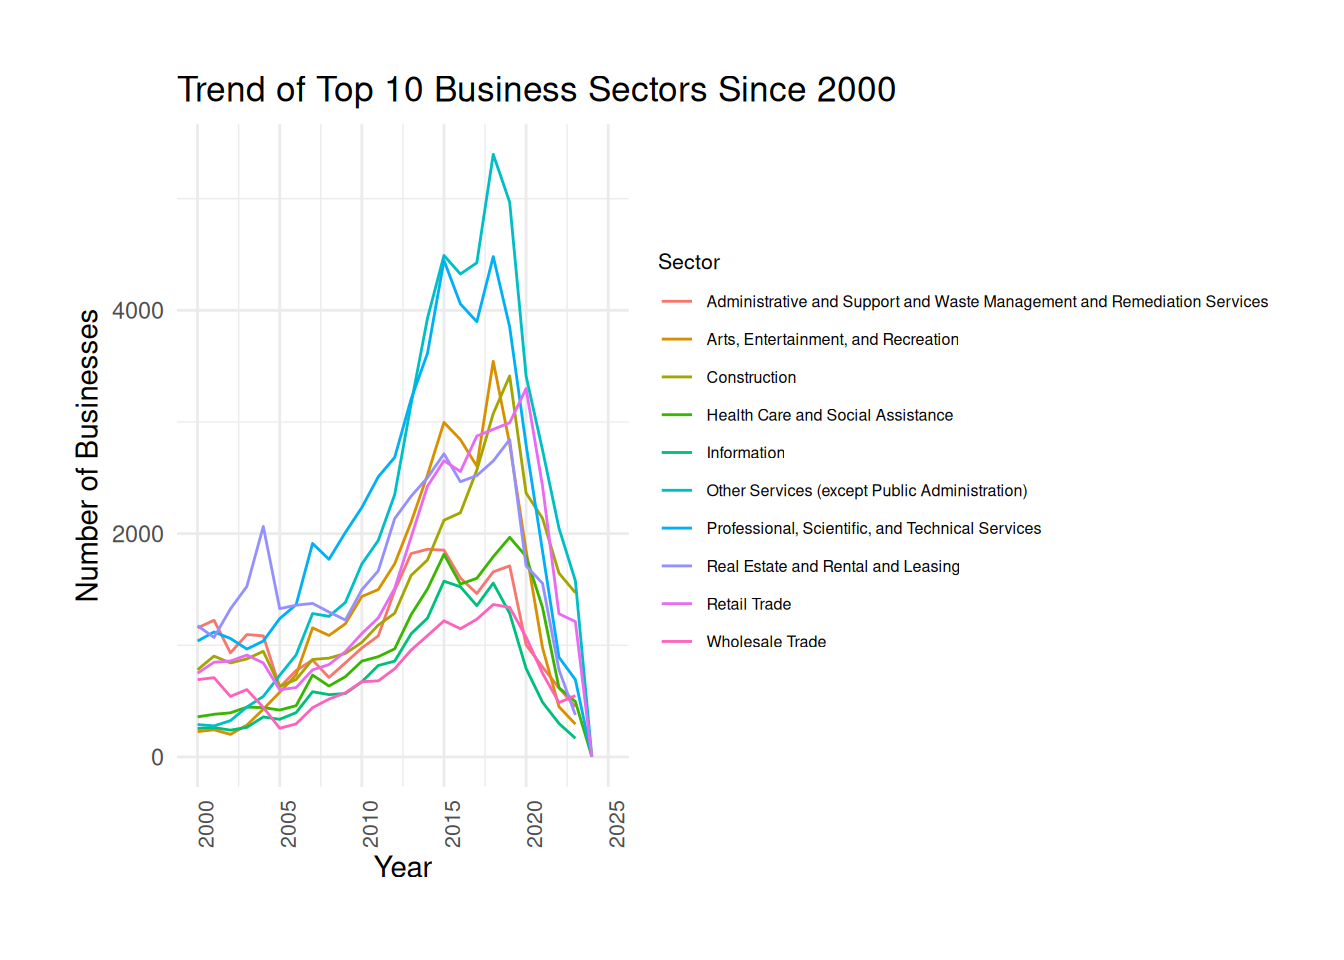 Trend of Top 10 Business Sectors Since 2000
Number of Businesses
4000
2000
0
2000
2005
2010
2015
2020
2025
Year
Sector
Administrative and Support and Waste Management and Remediation Services
Arts, Entertainment, and Recreation
Construction
Health Care and Social Assistance
Information
Other Services (except Public Administration)
Professional, Scientific, and Technical Services
Real Estate and Rental and Leasing
Retail Trade
Wholesale Trade